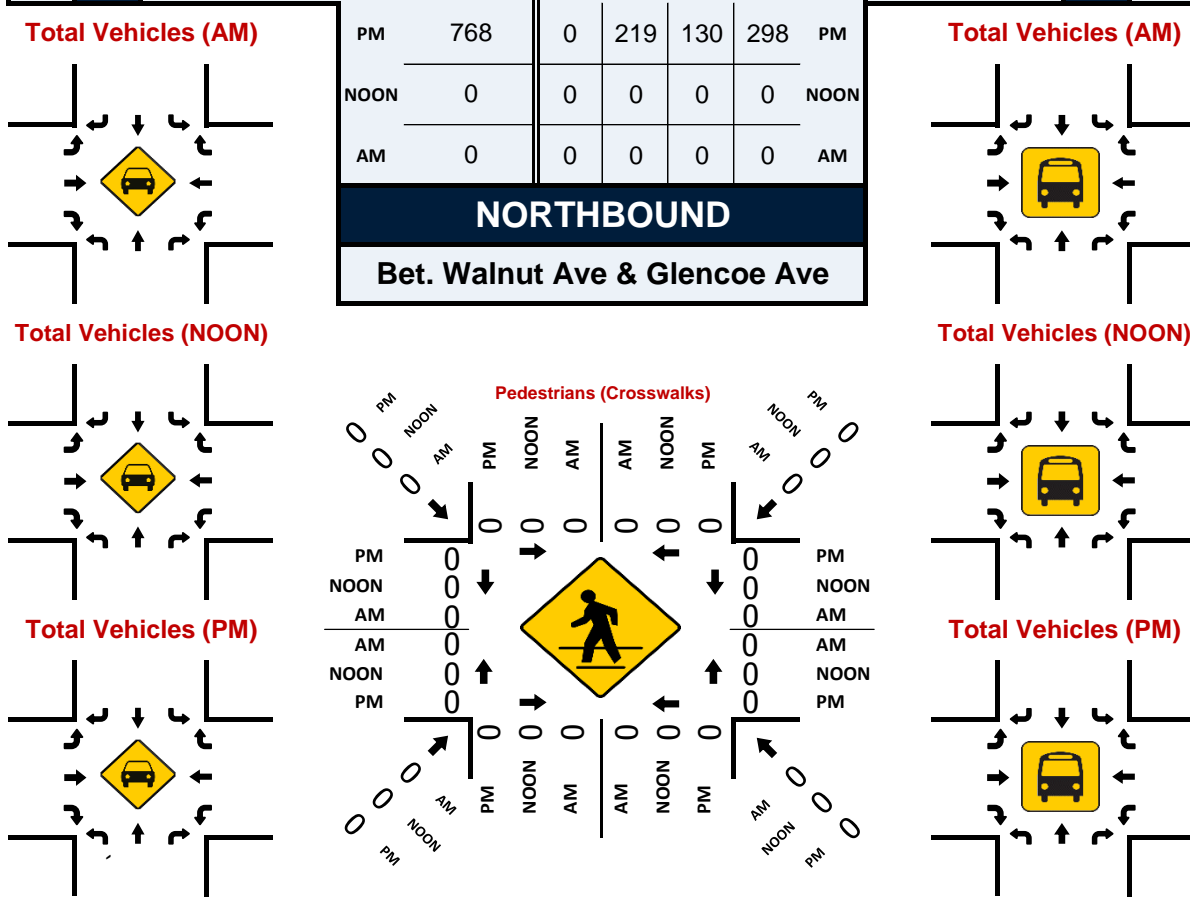 Total Vehicles (AM)
PM 768 0 219 130 298 PM
Total Vehicles (AM)
NOON 0 0 0 0 0 NOON
AM 0 0 0 0 0 AM
NORTHBOUND
Bet. Walnut Ave & Glencoe Ave
Total Vehicles (NOON)
Total Vehicles (NOON)
Pedestrians (Crosswalks)
PM NOON AM
0 0 0
PM NOON AM AM NOON PM
PM NOON AM
0 0 0
0 0 0 0 0 0
PM 0 0 PM
NOON 0 0 NOON
AM 0 0 AM
AM 0 0 AM
NOON 0 0 NOON
PM 0 0 PM
Total Vehicles (PM)
Total Vehicles (PM)
0 0 0 0 0 0
PM NOON AM AM NOON PM
0 0 0
AM NOON PM
0 0 0
AM NOON PM